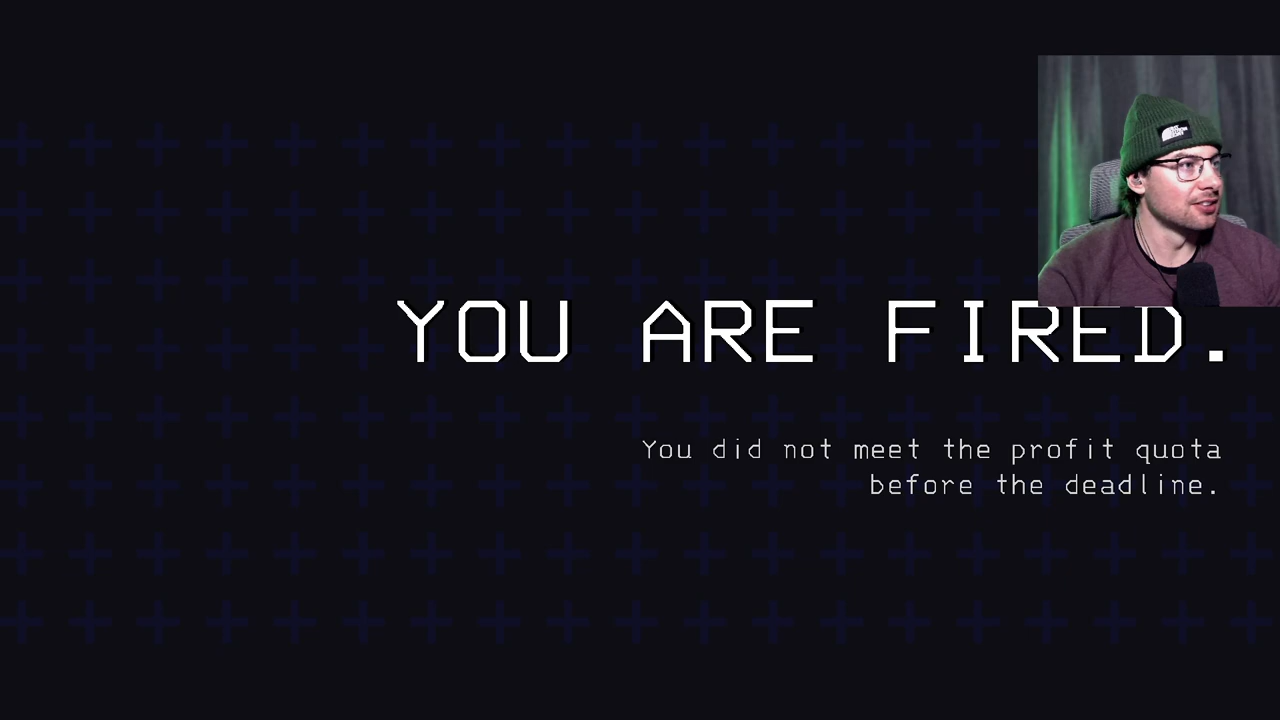 YOU ARE FIRED.
You did not meet the profit quota
before the deadline.